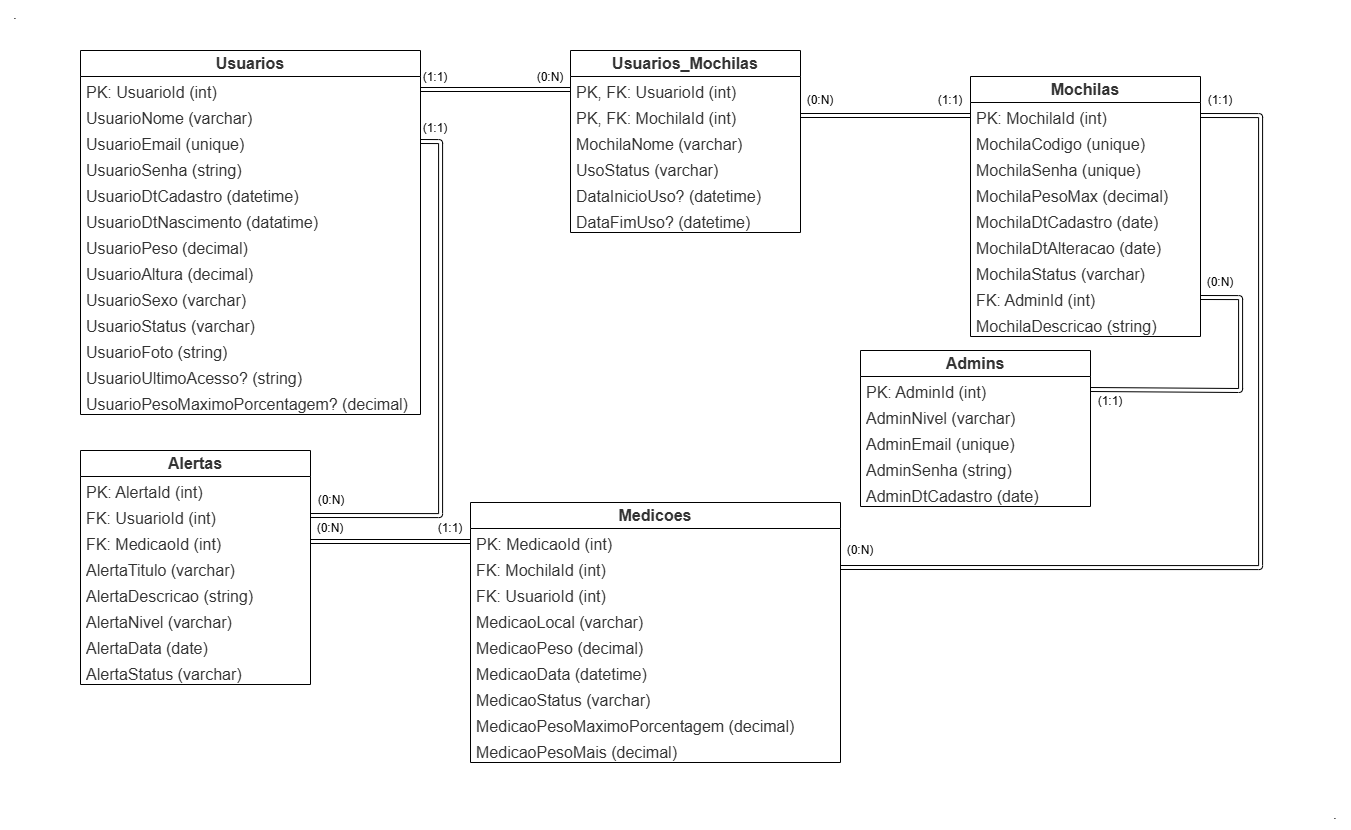 Usuarios
PK: UsuarioId (int)
UsuarioNome (varchar)
UsuarioEmail (unique)
UsuarioSenha (string)
UsuarioDtCadastro (datetime)
UsuarioDtNascimento (datatime)
UsuarioPeso (decimal)
UsuarioAltura (decimal)
UsuarioSexo (varchar)
UsuarioStatus (varchar)
UsuarioFoto (string)
UsuarioUltimoAcesso? (string)
UsuarioPesoMaximoPorcentagem? (decimal)
(1:1)
(0:N)
(1:1)
Usuarios_Mochilas
PK, FK: UsuarioId (int)
PK, FK: MochilaId (int)
MochilaNome (varchar)
UsoStatus (varchar)
DataInicioUso? (datetime)
DataFimUso? (datetime)
(0:N)
(1:1)
Mochilas
PK: MochilaId (int)
MochilaCodigo (unique)
MochilaSenha (unique)
MochilaPesoMax (decimal)
MochilaDtCadastro (date)
MochilaDtAlteracao (date)
MochilaStatus (varchar)
FK: AdminId (int)
MochilaDescricao (string)
(1:1)
(0:N)
Admins
PK: AdminId (int)
AdminNivel (varchar)
AdminEmail (unique)
AdminSenha (string)
AdminDtCadastro (date)
(1:1)
Alertas
PK: AlertaId (int)
FK: UsuarioId (int)
FK: MedicaoId (int)
AlertaTitulo (varchar)
AlertaDescricao (string)
AlertaNivel (varchar)
AlertaData (date)
AlertaStatus (varchar)
(0:N)
(0:N)
(1:1)
Medicoes
PK: MedicaoId (int)
FK: MochilaId (int)
FK: UsuarioId (int)
MedicaoLocal (varchar)
MedicaoPeso (decimal)
MedicaoData (datetime)
MedicaoStatus (varchar)
MedicaoPesoMaximoPorcentagem (decimal)
MedicaoPesoMais (decimal)
(0:N)